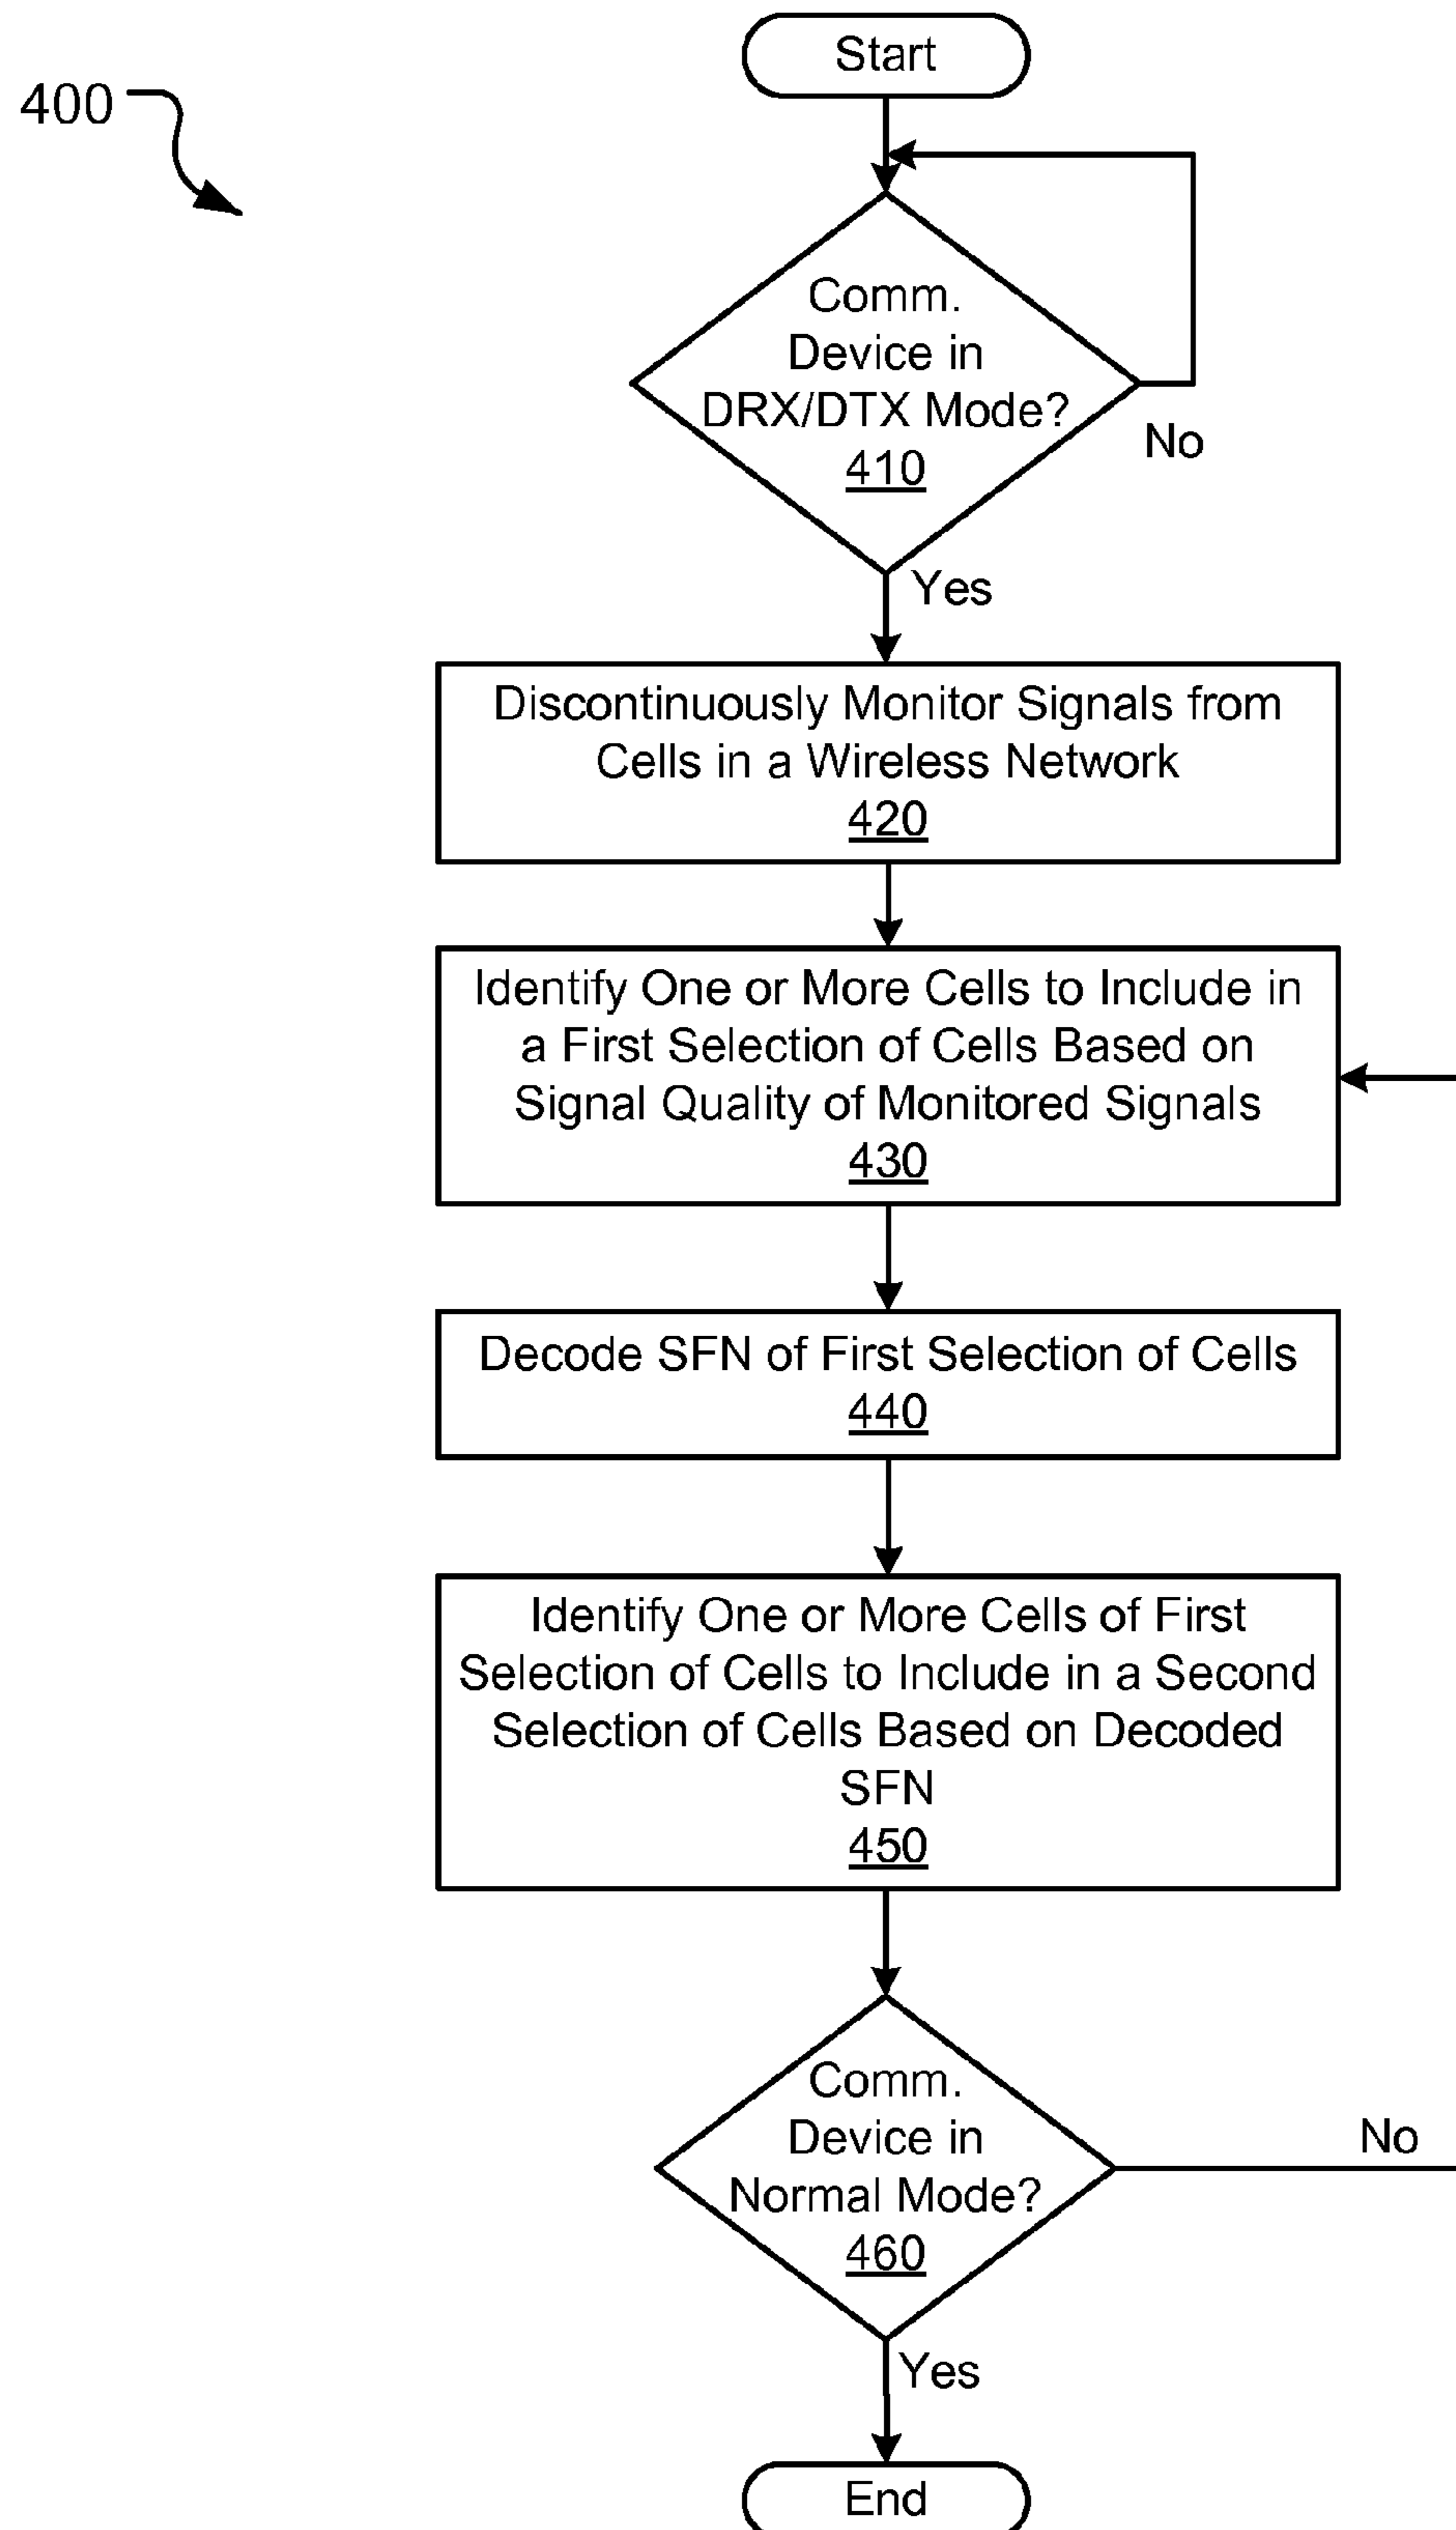 Start
400
Comm.
Device in
DRX/DTX Mode?
410
No
Yes
Discontinuously Monitor Signals from
Cells in a Wireless Network
420
Identify One or More Cells to Include in
a First Selection of Cells Based on
Signal Quality of Monitored Signals
430
Decode SFN of First Selection of Cells
440
Identify One or More Cells of First
Selection of Cells to Include in a Second
Selection of Cells Based on Decoded
SFN
450
Comm.
Device in
Normal Mode?
460
No
Yes
End